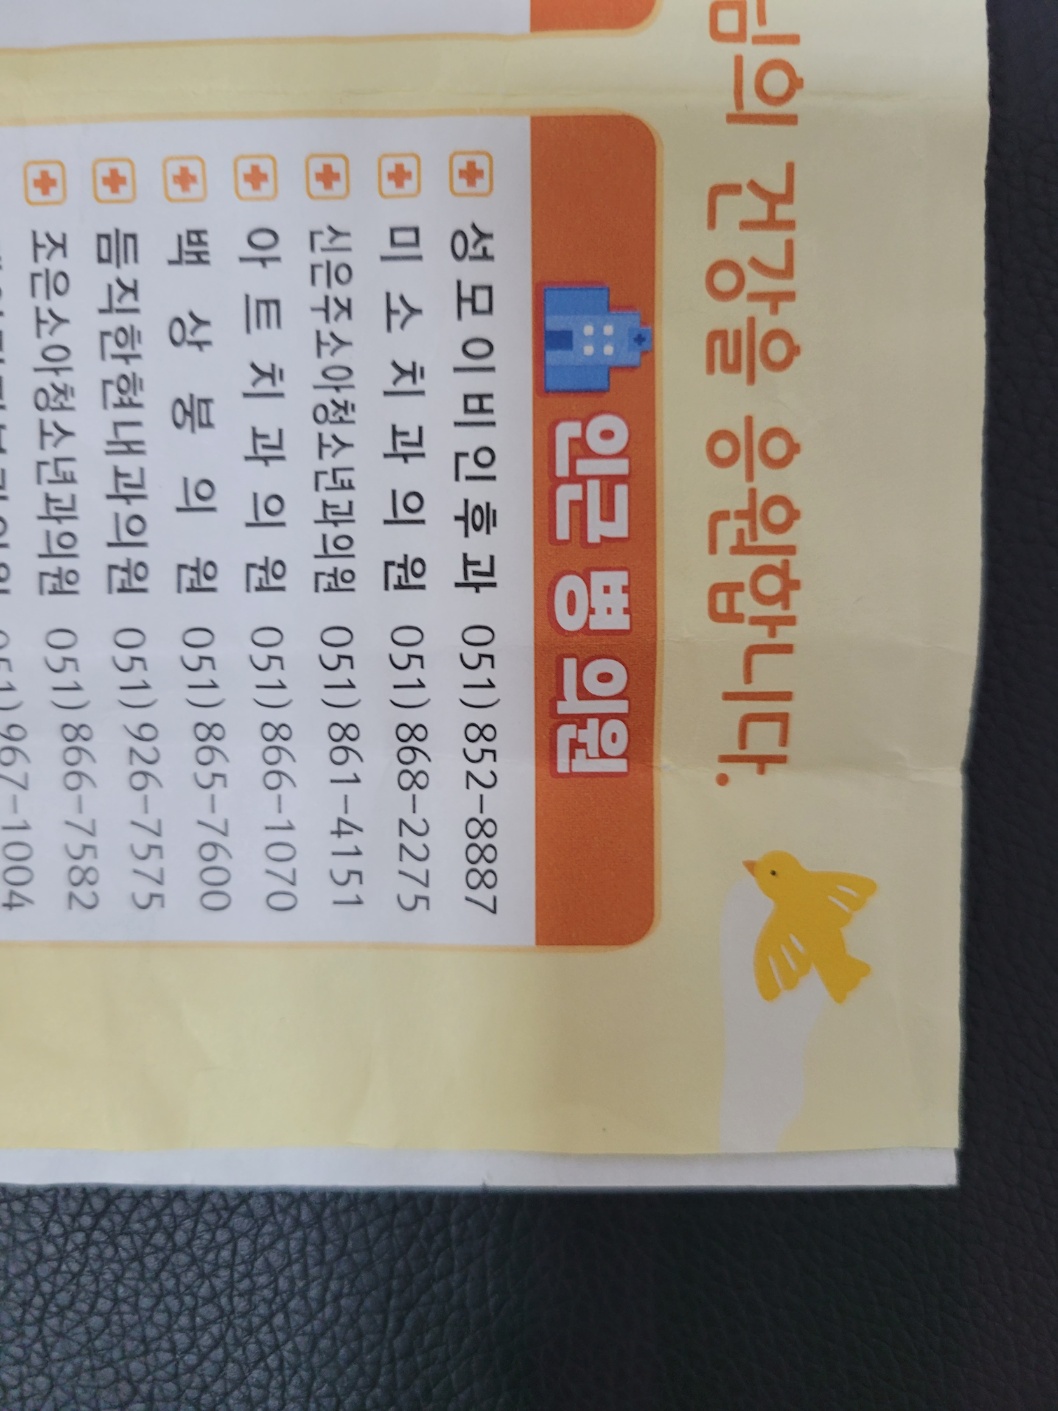 님의 건강을 응원합니다.
인근 병 의원
성모이비인후과 051)852-8887
미소치과의원 051)868-2275
신은주소아청소년과의원 051)861-4151
아트치과의원 051)866-1070
백상봉의원 051)865-7600
듬직한현내과의원 051)926-7575
조은소아청소년과의원 051)866-7582
051)967-1004